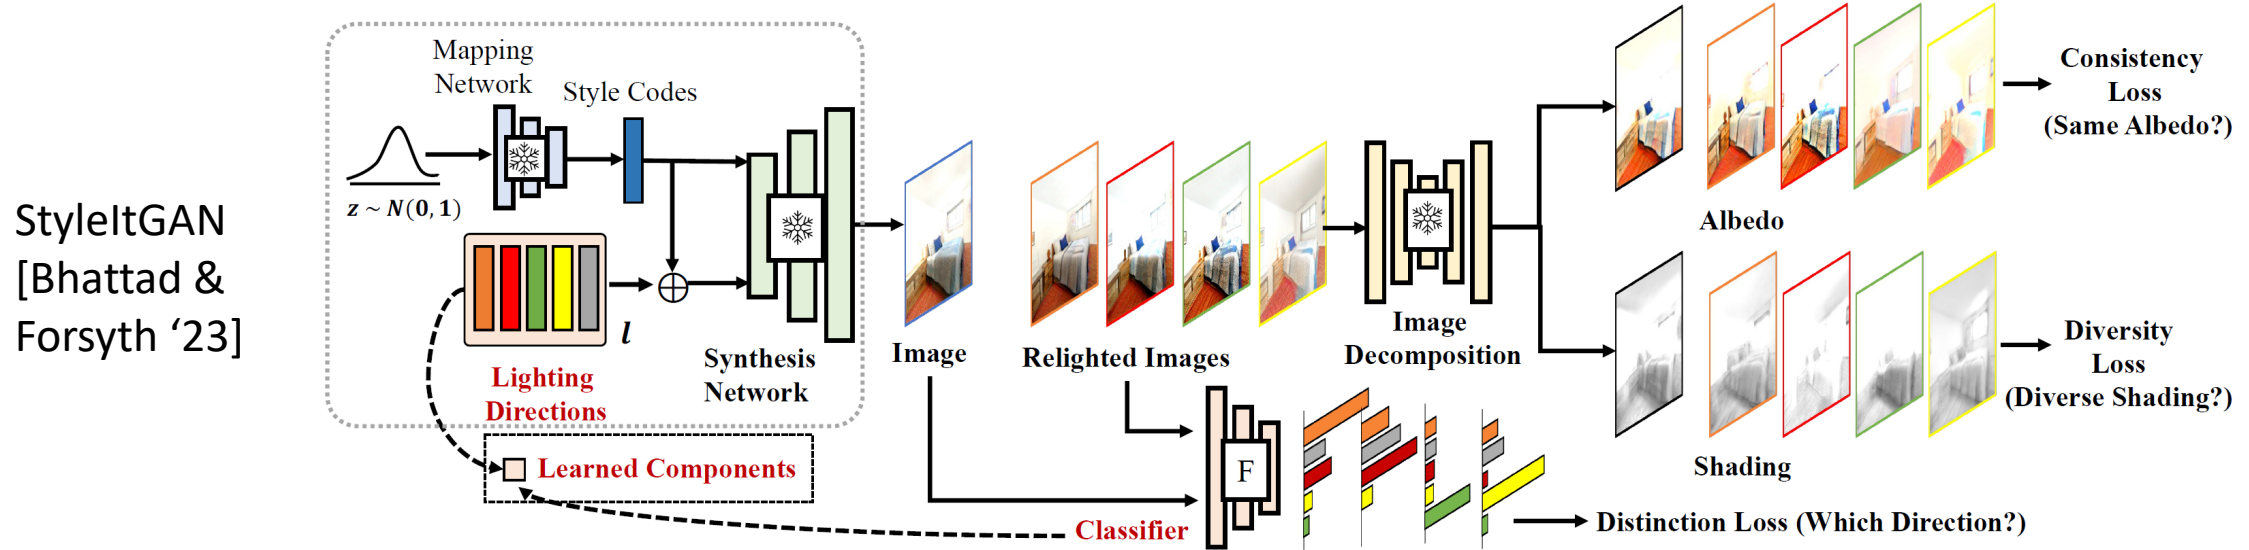 StyleItGAN
[Bhattad &
Forsyth ‘23]
Mapping
Network
Style Codes
z ~ N(0, 1)
l
Lighting
Directions
Synthesis
Network
Learned Components
Image
Relighted Images
Image
Decomposition
Classifier
F
Albedo
Consistency
Loss
(Same Albedo?)
Shading
Diversity
Loss
(Diverse Shading?)
Distinction Loss (Which Direction?)